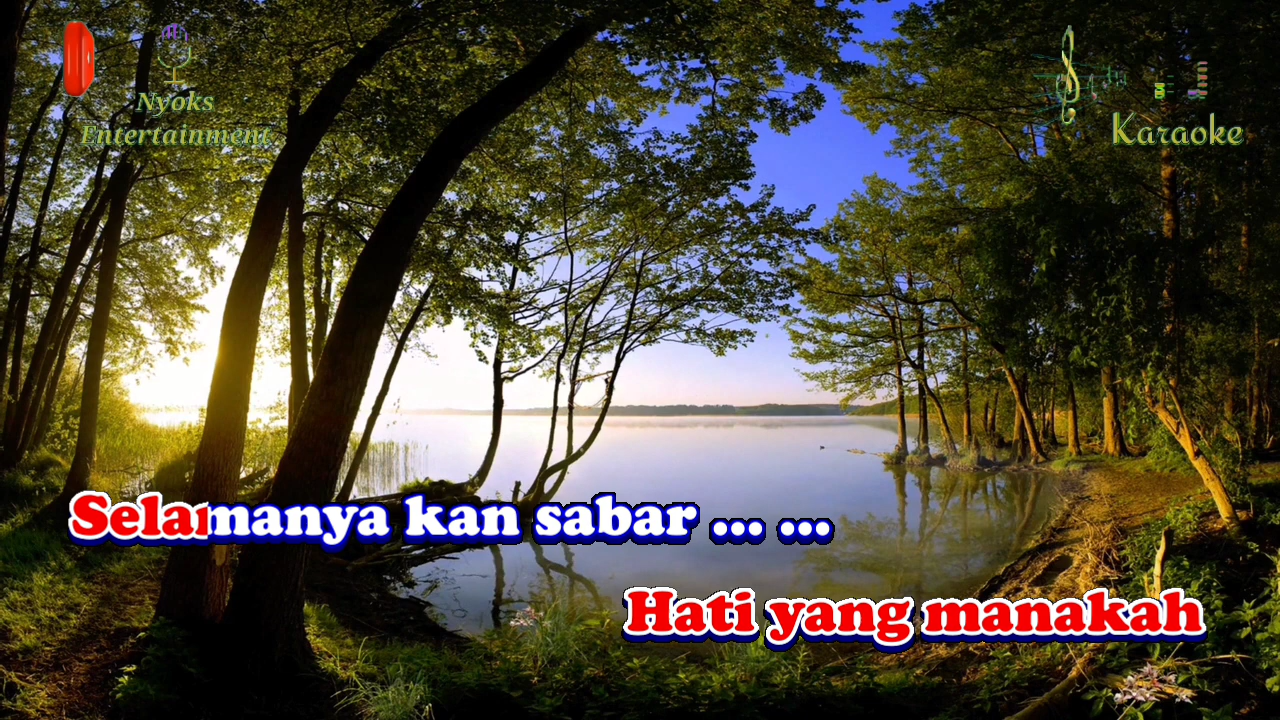 Nyoks
Entertainment
Karaoke
Selamanya kan sabar ... ...
Hati yang manakah